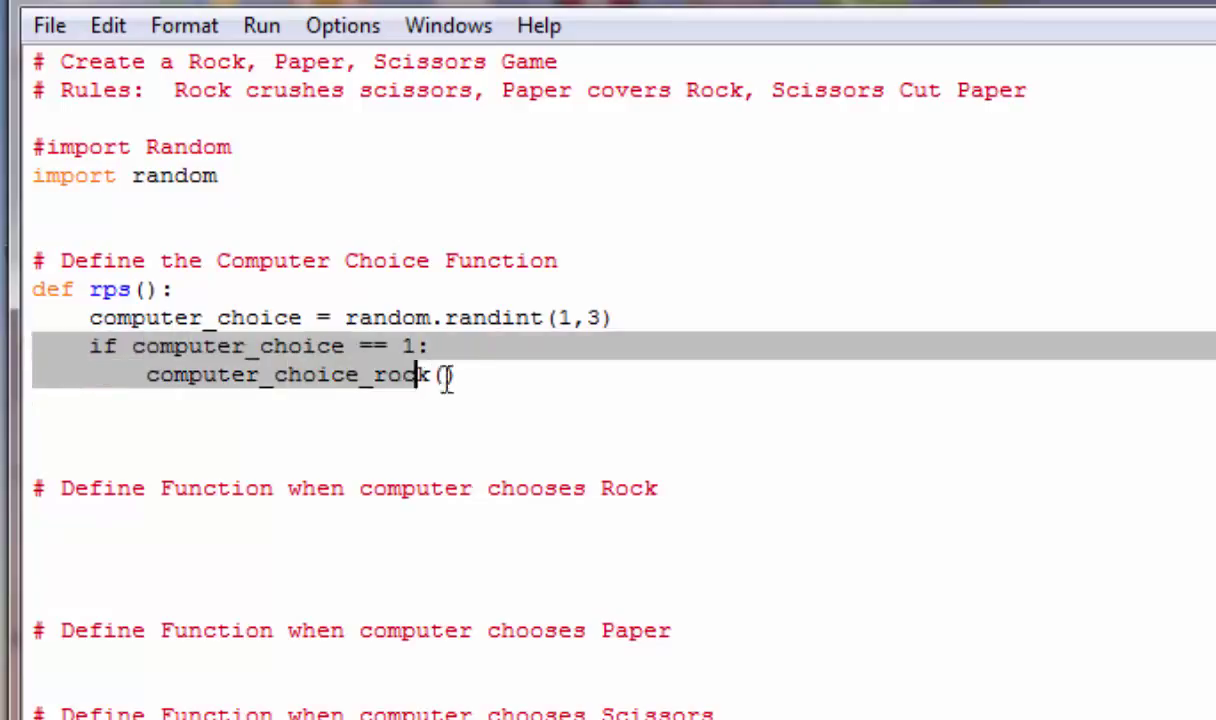 File Edit Format Run Options Windows Help
# Create a Rock, Paper, Scissors Game
# Rules:  Rock crushes scissors, Paper covers Rock, Scissors Cut Paper
#import Random
import random
# Define the Computer Choice Function
def rps():
    computer_choice = random.randint(1,3)
    if computer_choice == 1:
        computer_choice_rock()
# Define Function when computer chooses Rock
# Define Function when computer chooses Paper
# Define Function when computer chooses Scissors